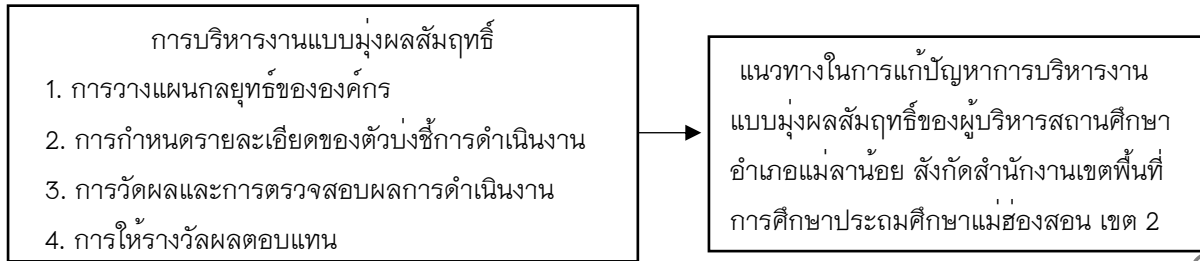 การบริหารงานแบบมุ่งผลสัมฤทธิ์
1. การวางแผนกลยุทธ์ขององค์กร
2. การกำหนดรายละเอียดของตัวบ่งชี้การดำเนินงาน
3. การวัดผลและการตรวจสอบผลการดำเนินงาน
4. การให้รางวัลผลตอบแทน
แนวทางในการแก้ปัญหาการบริหารงาน
แบบมุ่งผลสัมฤทธิ์ของผู้บริหารสถานศึกษา
อำเภอแม่ลาน้อย สังกัดสำนักงานเขตพื้นที่
การศึกษาประถมศึกษาแม่ฮ่องสอน เขต 2